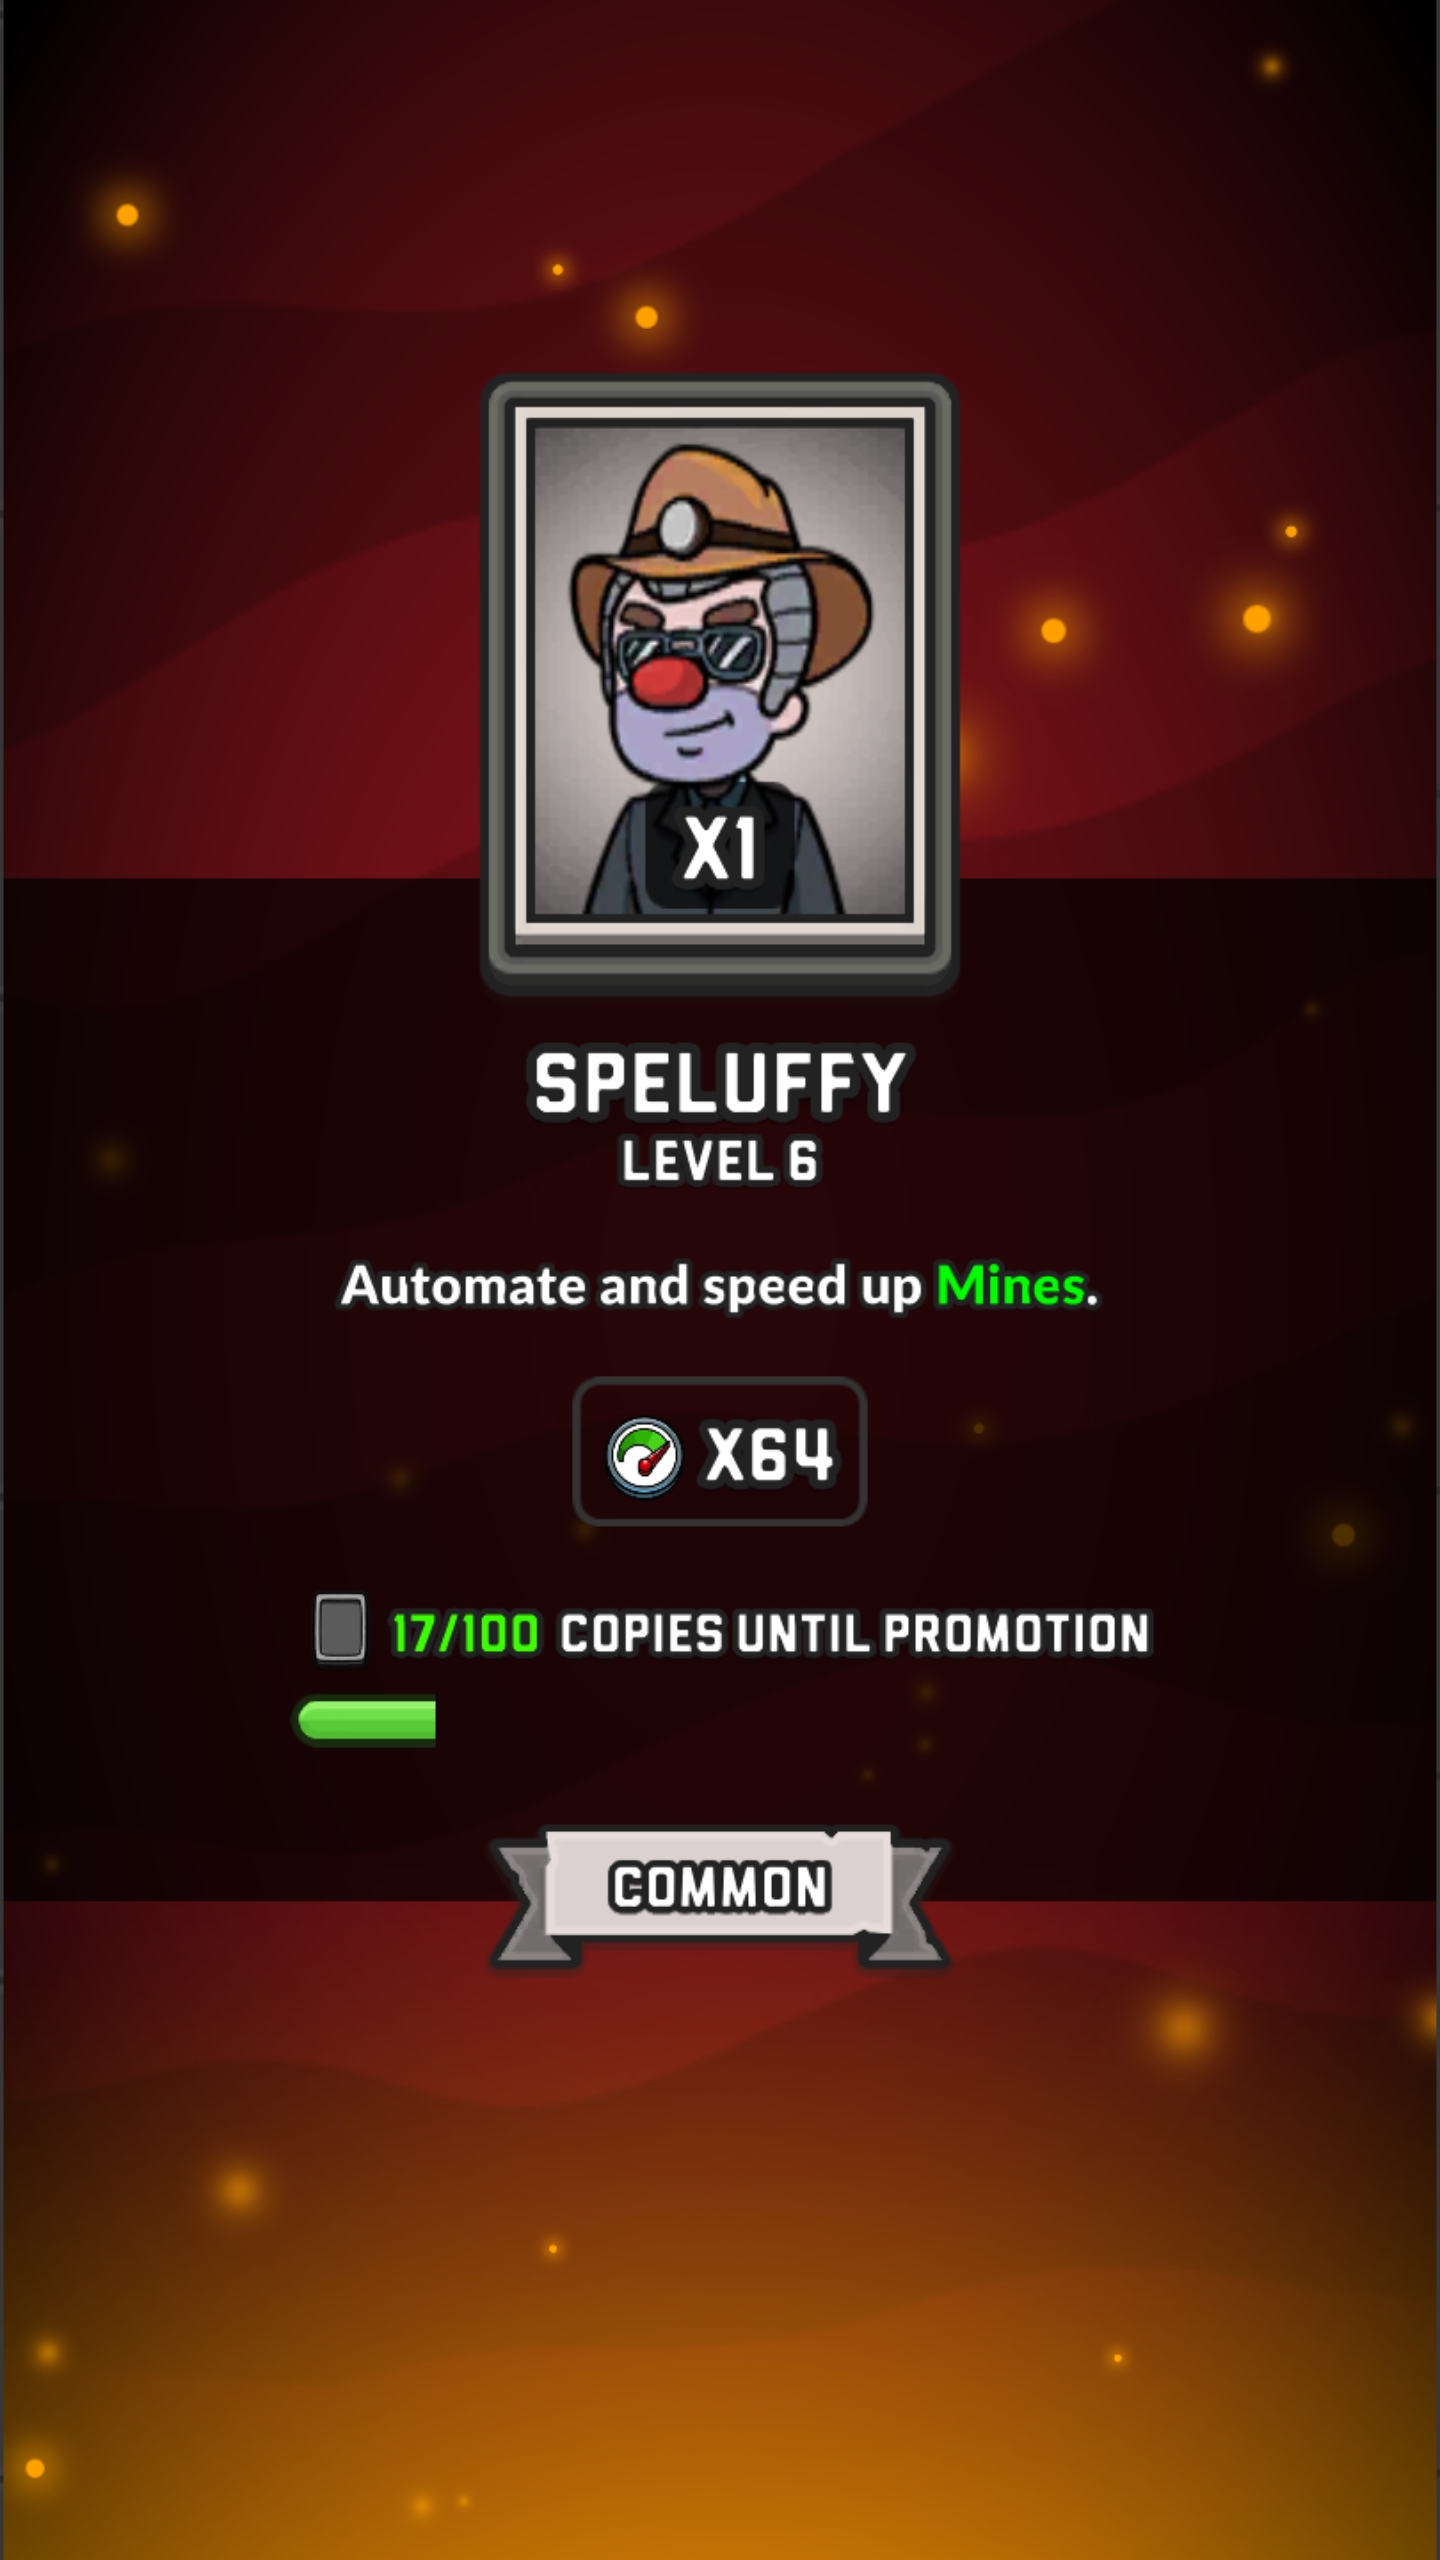 X1
SPELUFFY
LEVEL 6
Automate and speed up Mines.
X64
17/100 COPIES UNTIL PROMOTION
COMMON